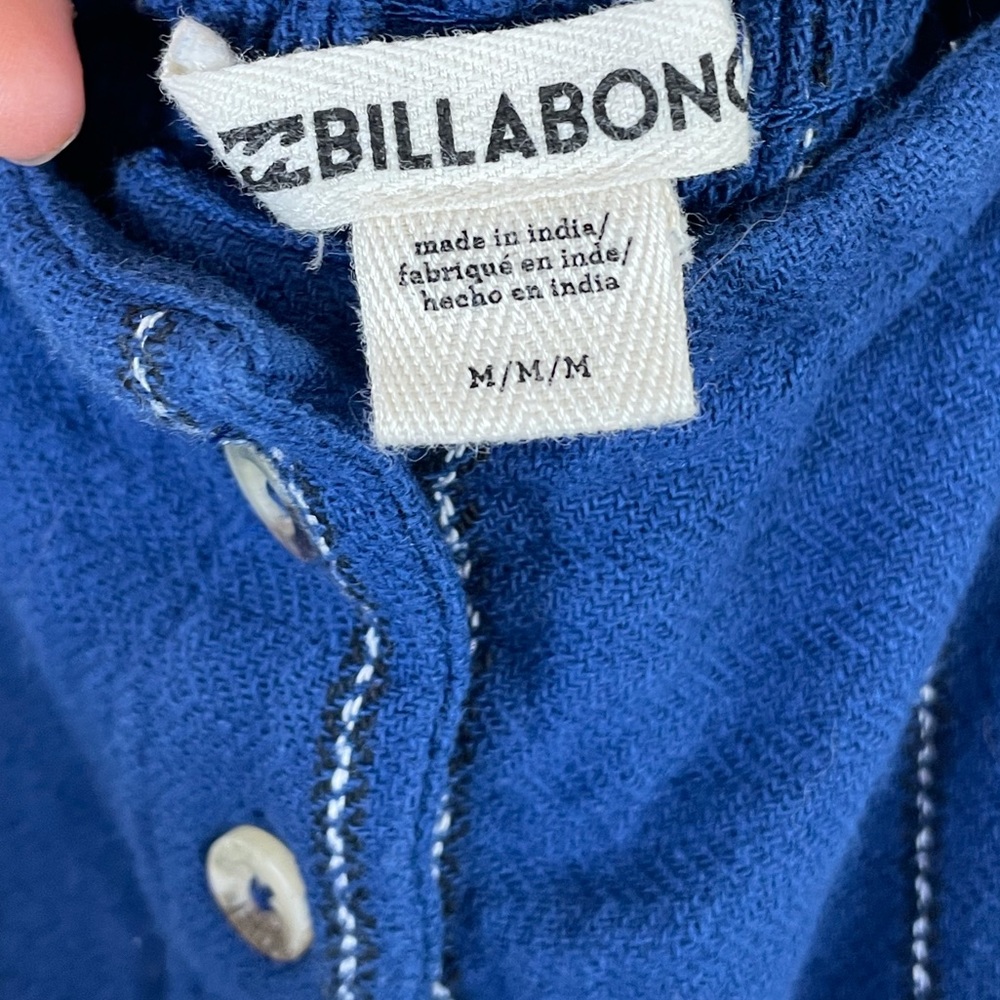 BILLABONG
made in india/
fabriqué en inde/
hecho en india
M/M/M